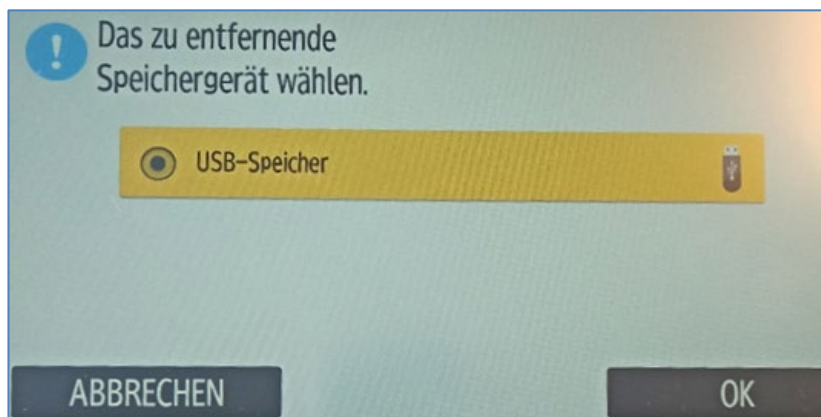 Das zu entfernende
Speichergerät wählen.
USB-Speicher
ABBRECHEN
OK